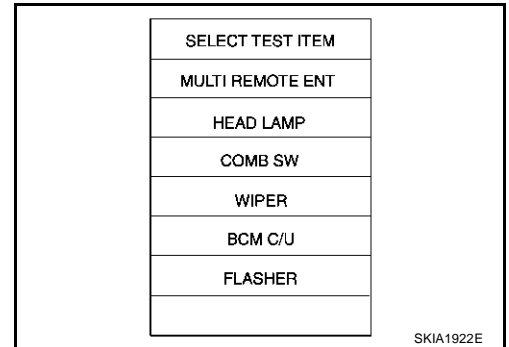 SELECT TEST ITEM
MULTI REMOTE ENT
HEAD LAMP
COMB SW
WIPER
BCM C/U
FLASHER
SKIA1922E